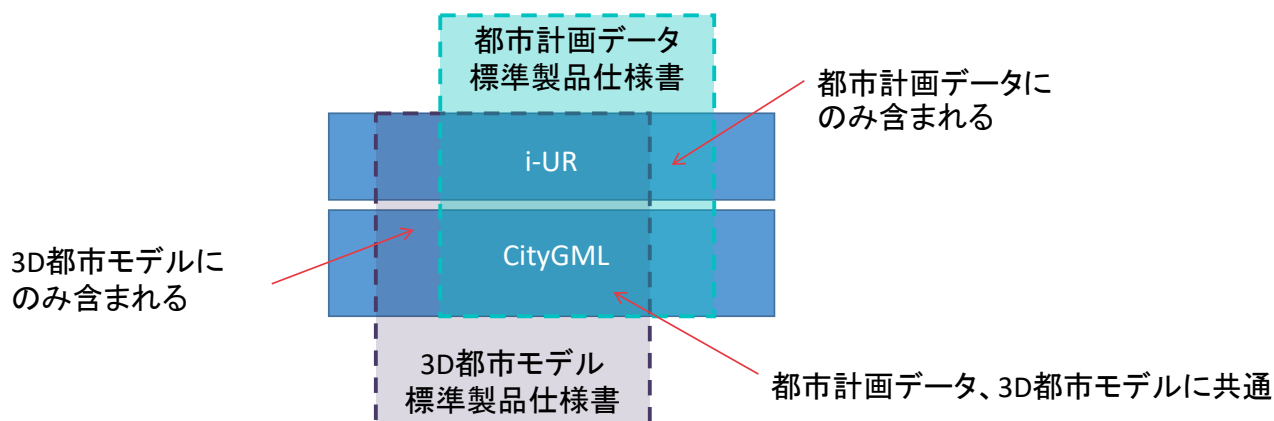 都市計画データ
標準製品仕様書
都市計画データに
のみ含まれる
i-UR
3D都市モデルに
のみ含まれる
CityGML
3D都市モデル
標準製品仕様書
都市計画データ、3D都市モデルに共通